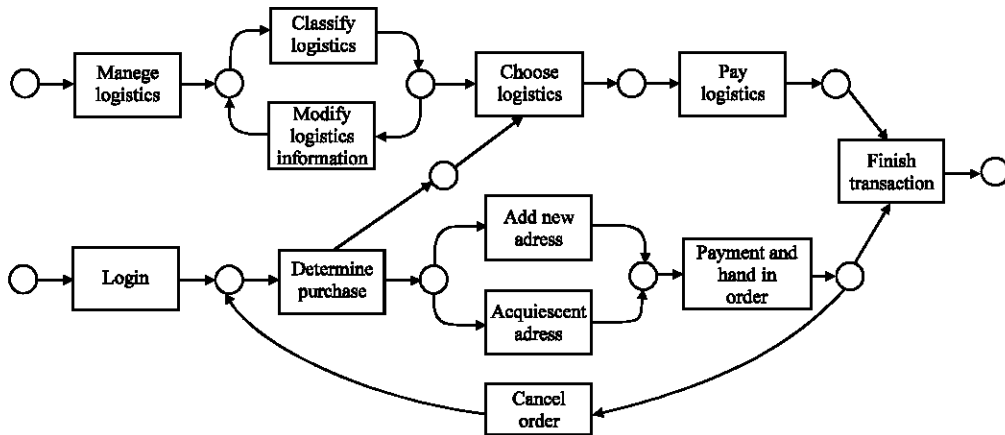 Classify
logistics
Manege
logistics
Choose
logistics
Pay
logistics
Modify
logistics
information
Finish
transaction
Add new
adress
Login
Determine
purchase
Payment and
hand in
order
Acquiescent
adress
Cancel
order